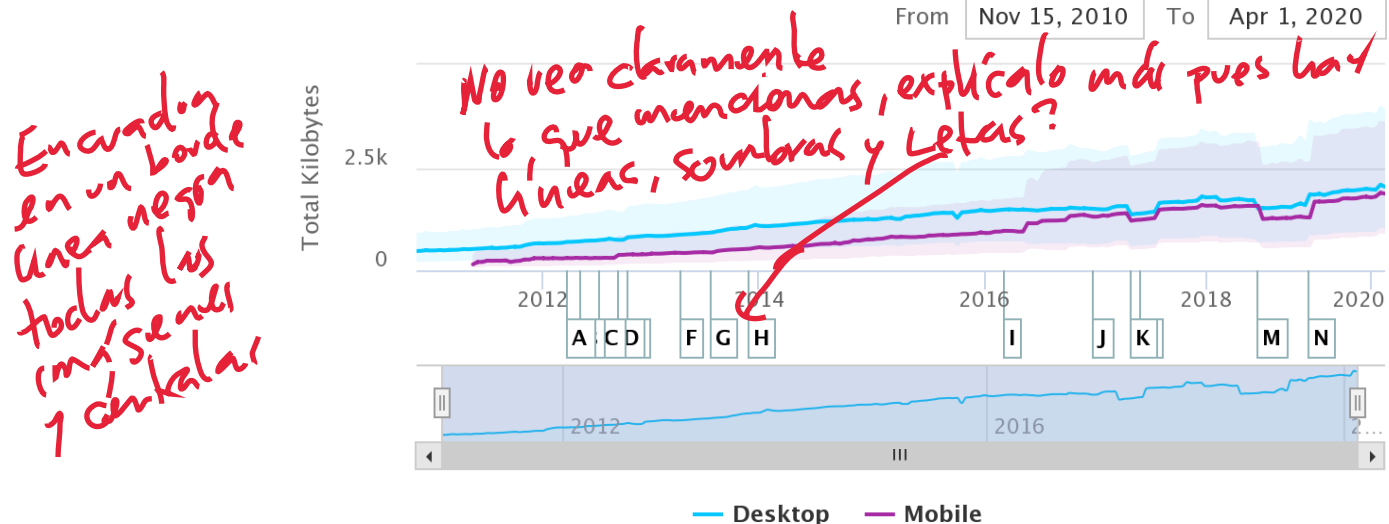 From Nov 15, 2010 To Apr 1, 2020
No veo claramente
lo que mencionas, explícalo más pues hay
líneas, sombras y Letas?
Encuadra
en un borde
línea negra
todas las
imágenes
y céntralas
Total Kilobytes
2.5k
0
2012 2014 2016 2018 2020
A C D F G H I J K M N
2012 2016 2...
Desktop Mobile